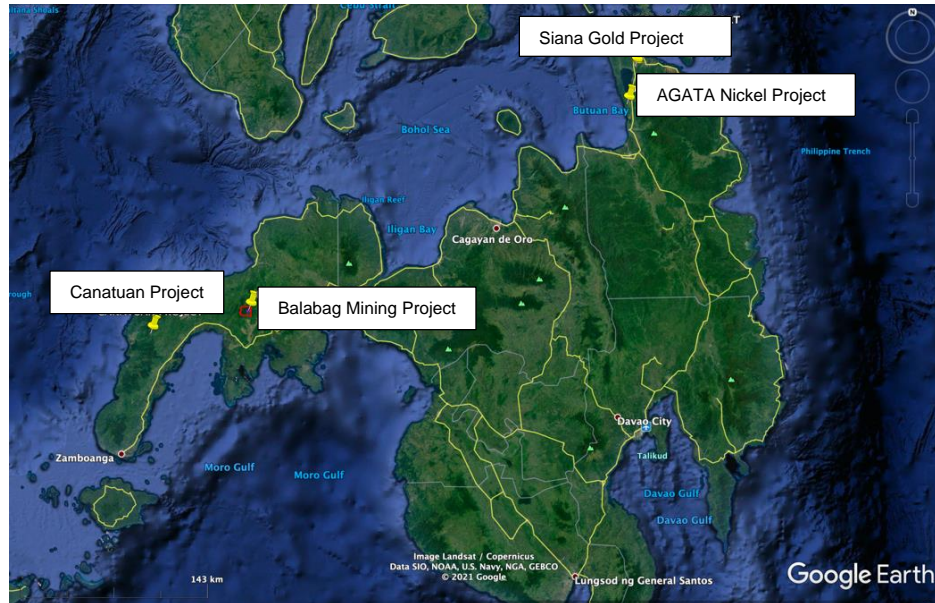 Cebu Strait
Siana Gold Project
AGATA Nickel Project
Butuan Bay
Bohol Sea
Philippine Trench
Iligan Reef
Iligan Bay
Cagayan de Oro
Canatuan Project
Balabag Mining Project
Davao City
Zamboanga
Talikud
Moro Gulf
Moro Gulf
Davao Gulf
Davao Gulf
Image Landsat / Copernicus
Data SIO, NOAA, U.S. Navy, NGA, GEBCO
© 2021 Google
143 km
Lungsod ng General Santos
Google Earth
N